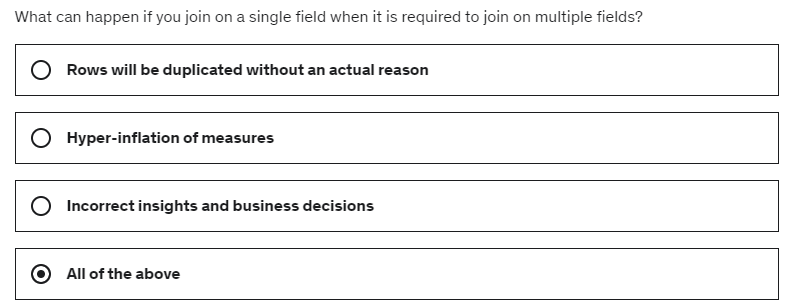 What can happen if you join on a single field when it is required to join on multiple fields?
Rows will be duplicated without an actual reason
Hyper-inflation of measures
Incorrect insights and business decisions
All of the above